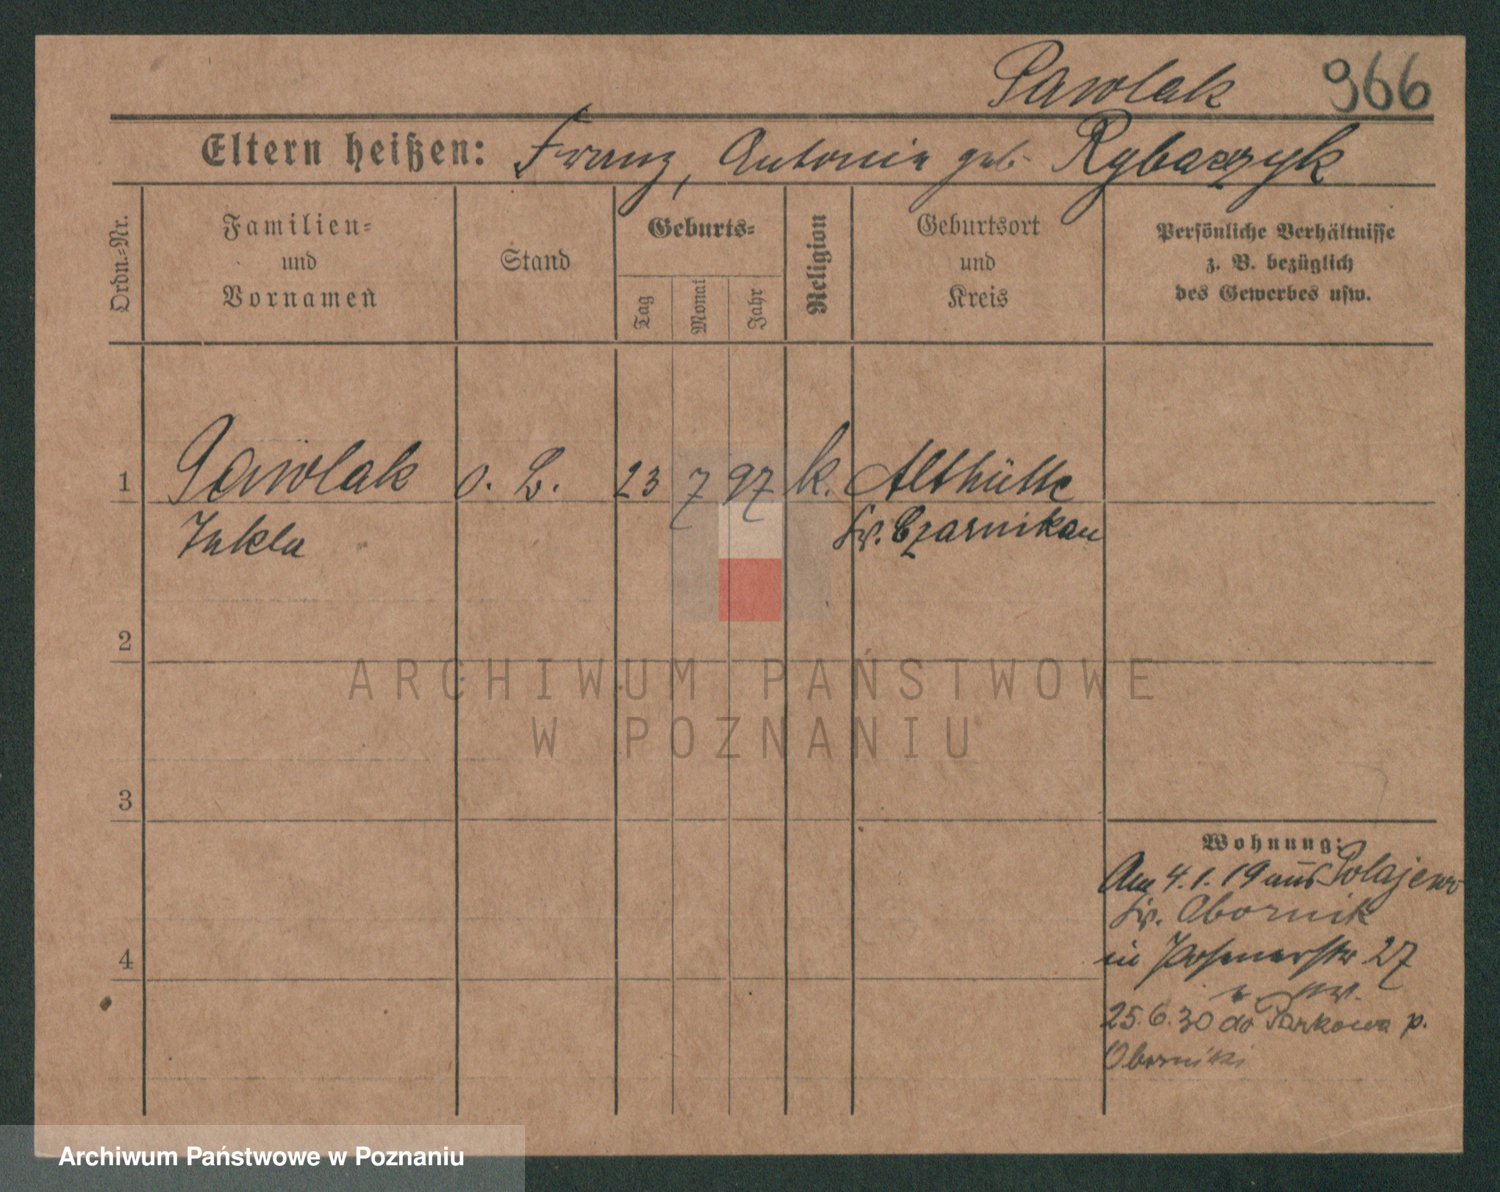 Pawlak 966
Eltern heißen: Franz, Antonie geb. Rybaczyk
Ordn.-Nr.
Familien-
und
Vornamen
Stand
Geburts-
Tag
Monat
Jahr
Religion
Geburtsort
und
Kreis
Persönliche Verhältnisse
z. B. bezüglich
des Gewerbes usw.
1 Pawlak o. B. 23 7 97 k. Althütte
Thekla Kr. Czarnikau
2
3
4
Wohnung:
Am 4.1.19 aus Polajewo
Kr. Obornik
in Posenerstr 27
25.6.30 do Parkowa p.
Oborniki
ARCHIWUM PAŃSTWOWE
W POZNANIU
Archiwum Państwowe w Poznaniu